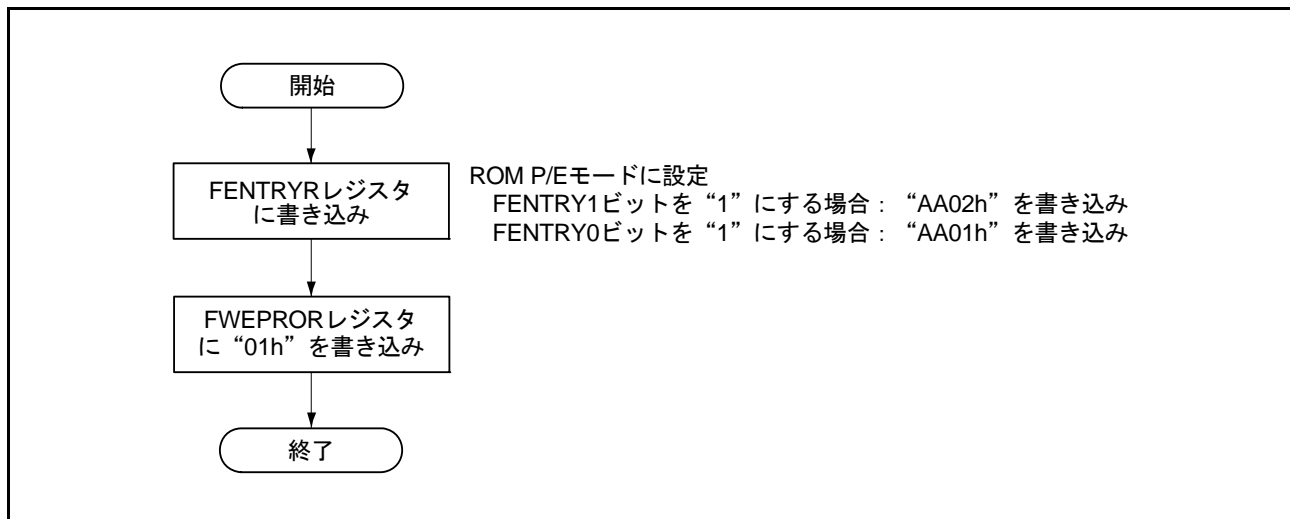 開始
FENTRYRレジスタ
に書き込み
ROM P/Eモードに設定
FENTRY1ビットを“1”にする場合：“AA02h”を書き込み
FENTRY0ビットを“1”にする場合：“AA01h”を書き込み
FWEPRORレジスタ
に“01h”を書き込み
終了